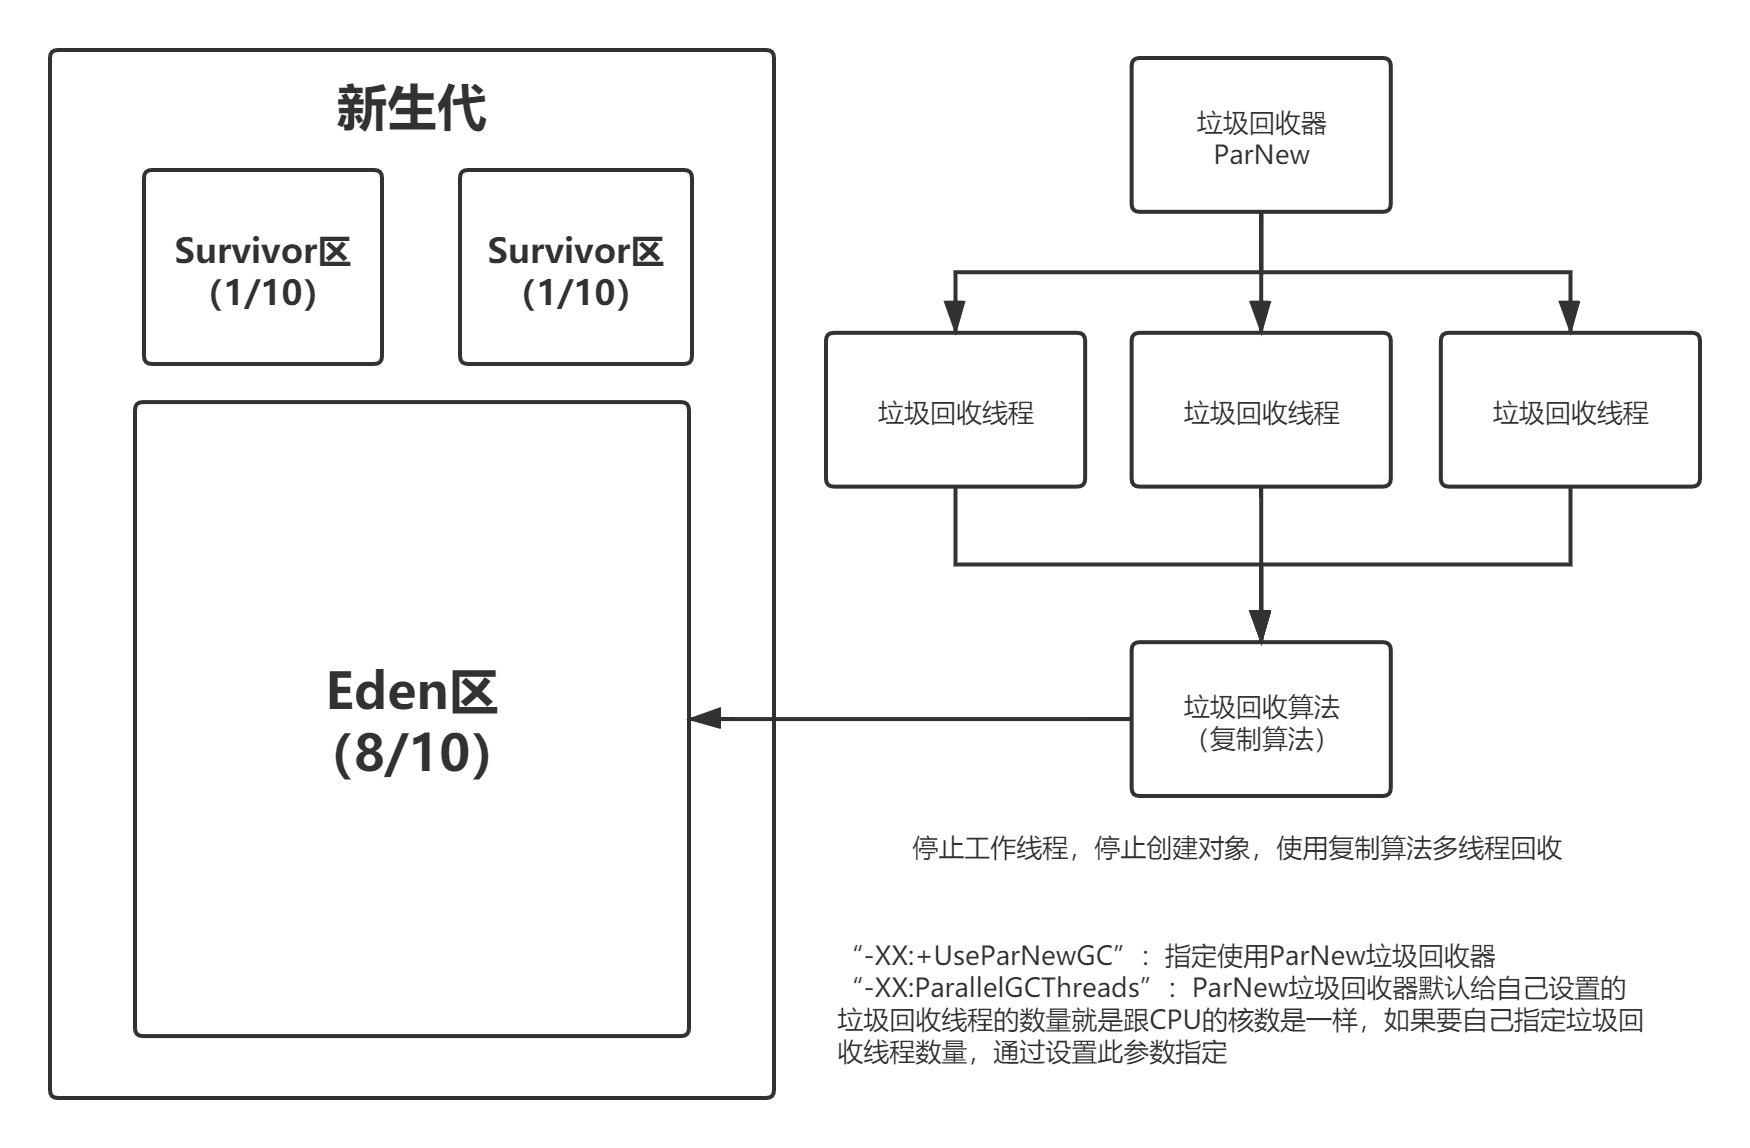 新生代
Survivor区
（1/10）
Survivor区
（1/10）
Eden区
（8/10）
垃圾回收器
ParNew
垃圾回收线程
垃圾回收线程
垃圾回收线程
垃圾回收算法
（复制算法）
停止工作线程，停止创建对象，使用复制算法多线程回收
“-XX:+UseParNewGC”：指定使用ParNew垃圾回收器
“-XX:ParallelGCThreads”：ParNew垃圾回收器默认给自己设置的
垃圾回收线程的数量就是跟CPU的核数是一样，如果要自己指定垃圾回
收线程数量，通过设置此参数指定